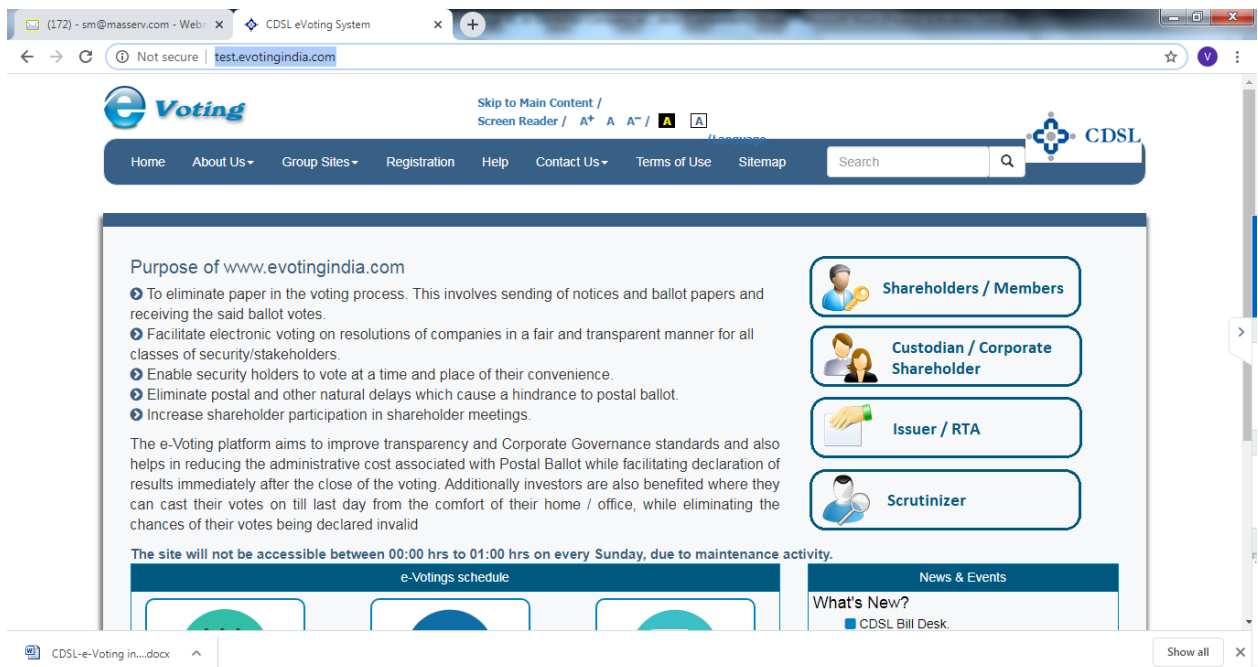 (172) - sm@masserv.com - Webm
CDSL eVoting System
Not secure | test.evotingindia.com
V
e Voting
Skip to Main Content /
Screen Reader / A+ A A- / A A
/Language
CDSL
Home About Us Group Sites Registration Help Contact Us Terms of Use Sitemap Search
Purpose of www.evotingindia.com
To eliminate paper in the voting process. This involves sending of notices and ballot papers and
receiving the said ballot votes.
Facilitate electronic voting on resolutions of companies in a fair and transparent manner for all
classes of security/stakeholders.
Enable security holders to vote at a time and place of their convenience.
Eliminate postal and other natural delays which cause a hindrance to postal ballot.
Increase shareholder participation in shareholder meetings.
The e-Voting platform aims to improve transparency and Corporate Governance standards and also
helps in reducing the administrative cost associated with Postal Ballot while facilitating declaration of
results immediately after the close of the voting. Additionally investors are also benefited where they
can cast their votes on till last day from the comfort of their home / office, while eliminating the
chances of their votes being declared invalid
Shareholders / Members
Custodian / Corporate
Shareholder
Issuer / RTA
Scrutinizer
The site will not be accessible between 00:00 hrs to 01:00 hrs on every Sunday, due to maintenance activity.
e-Votings schedule
News & Events
What's New?
CDSL Bill Desk.
CDSL-e-Voting in....docx
Show all